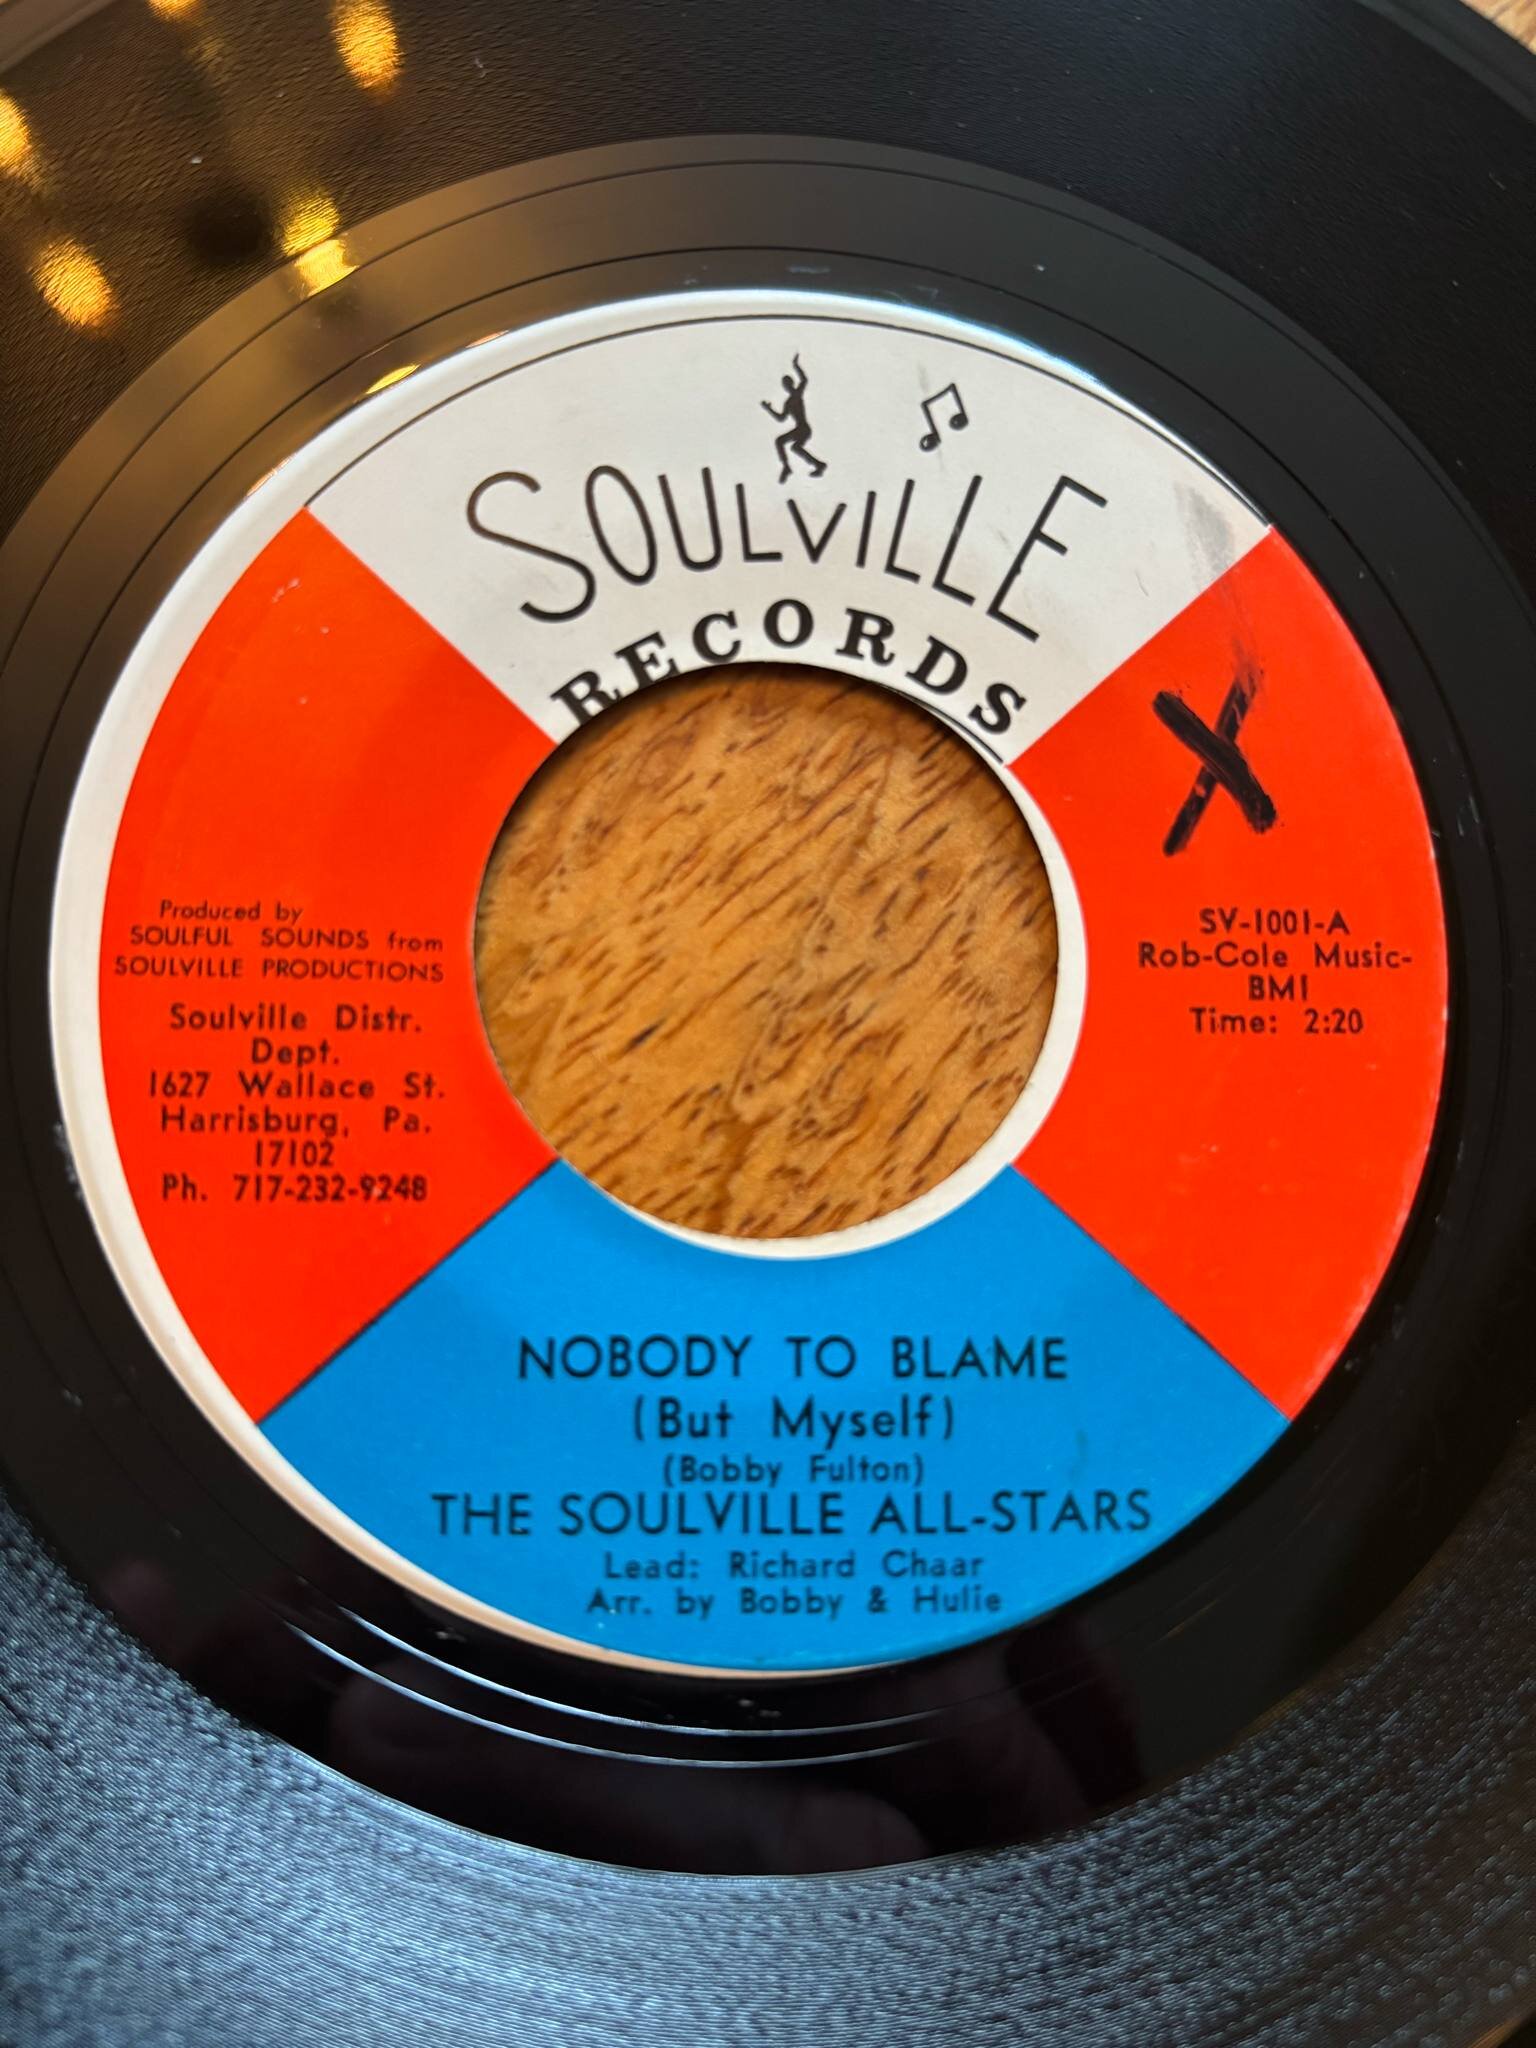 SOULVILLE
RECORDS
Produced by
SOULFUL SOUNDS from
SOULVILLE PRODUCTIONS
Soulville Distr.
Dept.
1627 Wallace St.
Harrisburg, Pa.
17102
Ph. 717-232-9248
X
SV-1001-A
Rob-Cole Music-
BMI
Time: 2:20
NOBODY TO BLAME
(But Myself)
(Bobby Fulton)
THE SOULVILLE ALL-STARS
Lead: Richard Chaar
Arr. by Bobby & Hulie